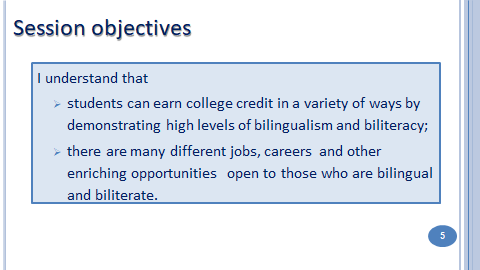 Session objectives
I understand that
➢ students can earn college credit in a variety of ways by
demonstrating high levels of bilingualism and biliteracy;
➢ there are many different jobs, careers and other
enriching opportunities open to those who are bilingual
and biliterate.
5